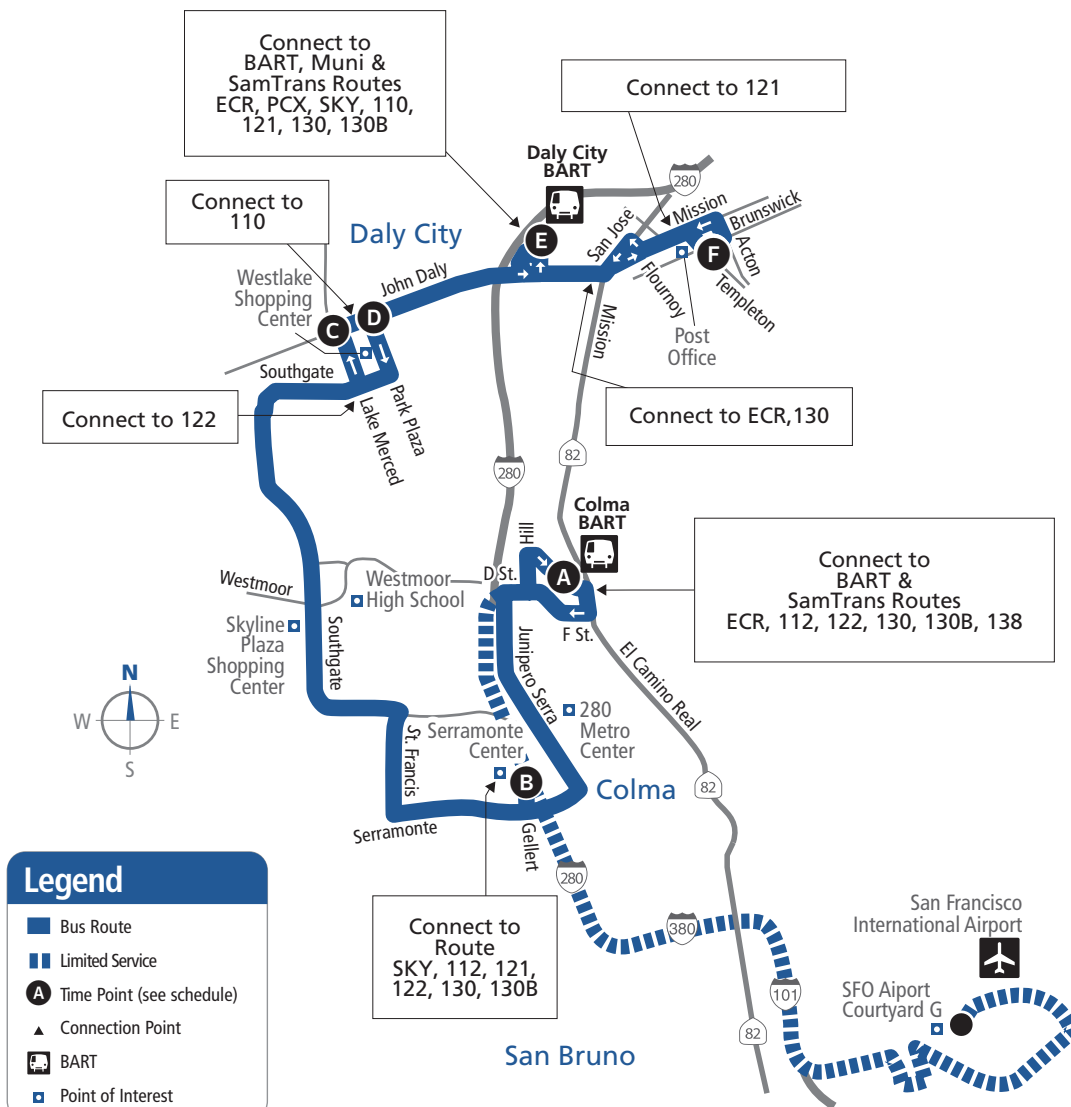 Connect to
BART, Muni &
SamTrans Routes
ECR, PCX, SKY, 110,
121, 130, 130B
Connect to 121
Daly City
BART
280
Connect to
110
Daly City
E
San Jose
Mission
Brunswick
Acton
F
Templeton
Flournoy
Westlake
Shopping
Center
John Daly
C
D
Post
Office
Mission
Southgate
Park Plaza
Lake Merced
Connect to 122
Connect to ECR,130
82
280
Colma
BART
Hill
D St.
A
F St.
Connect to
BART &
SamTrans Routes
ECR, 112, 122, 130, 130B, 138
Westmoor
Westmoor
High School
Skyline
Plaza
Shopping
Center
Southgate
Junipero Serra
El Camino Real
N
W
E
S
St. Francis
Serramonte
Center
280
Metro
Center
B
Colma
82
Serramonte
Gellert
280
380
Connect to
Route
SKY, 112, 121,
122, 130, 130B
San Francisco
International Airport
101
SFO Aiport
Courtyard G
82
San Bruno
Legend
Bus Route
Limited Service
A
Time Point (see schedule)
Connection Point
BART
Point of Interest